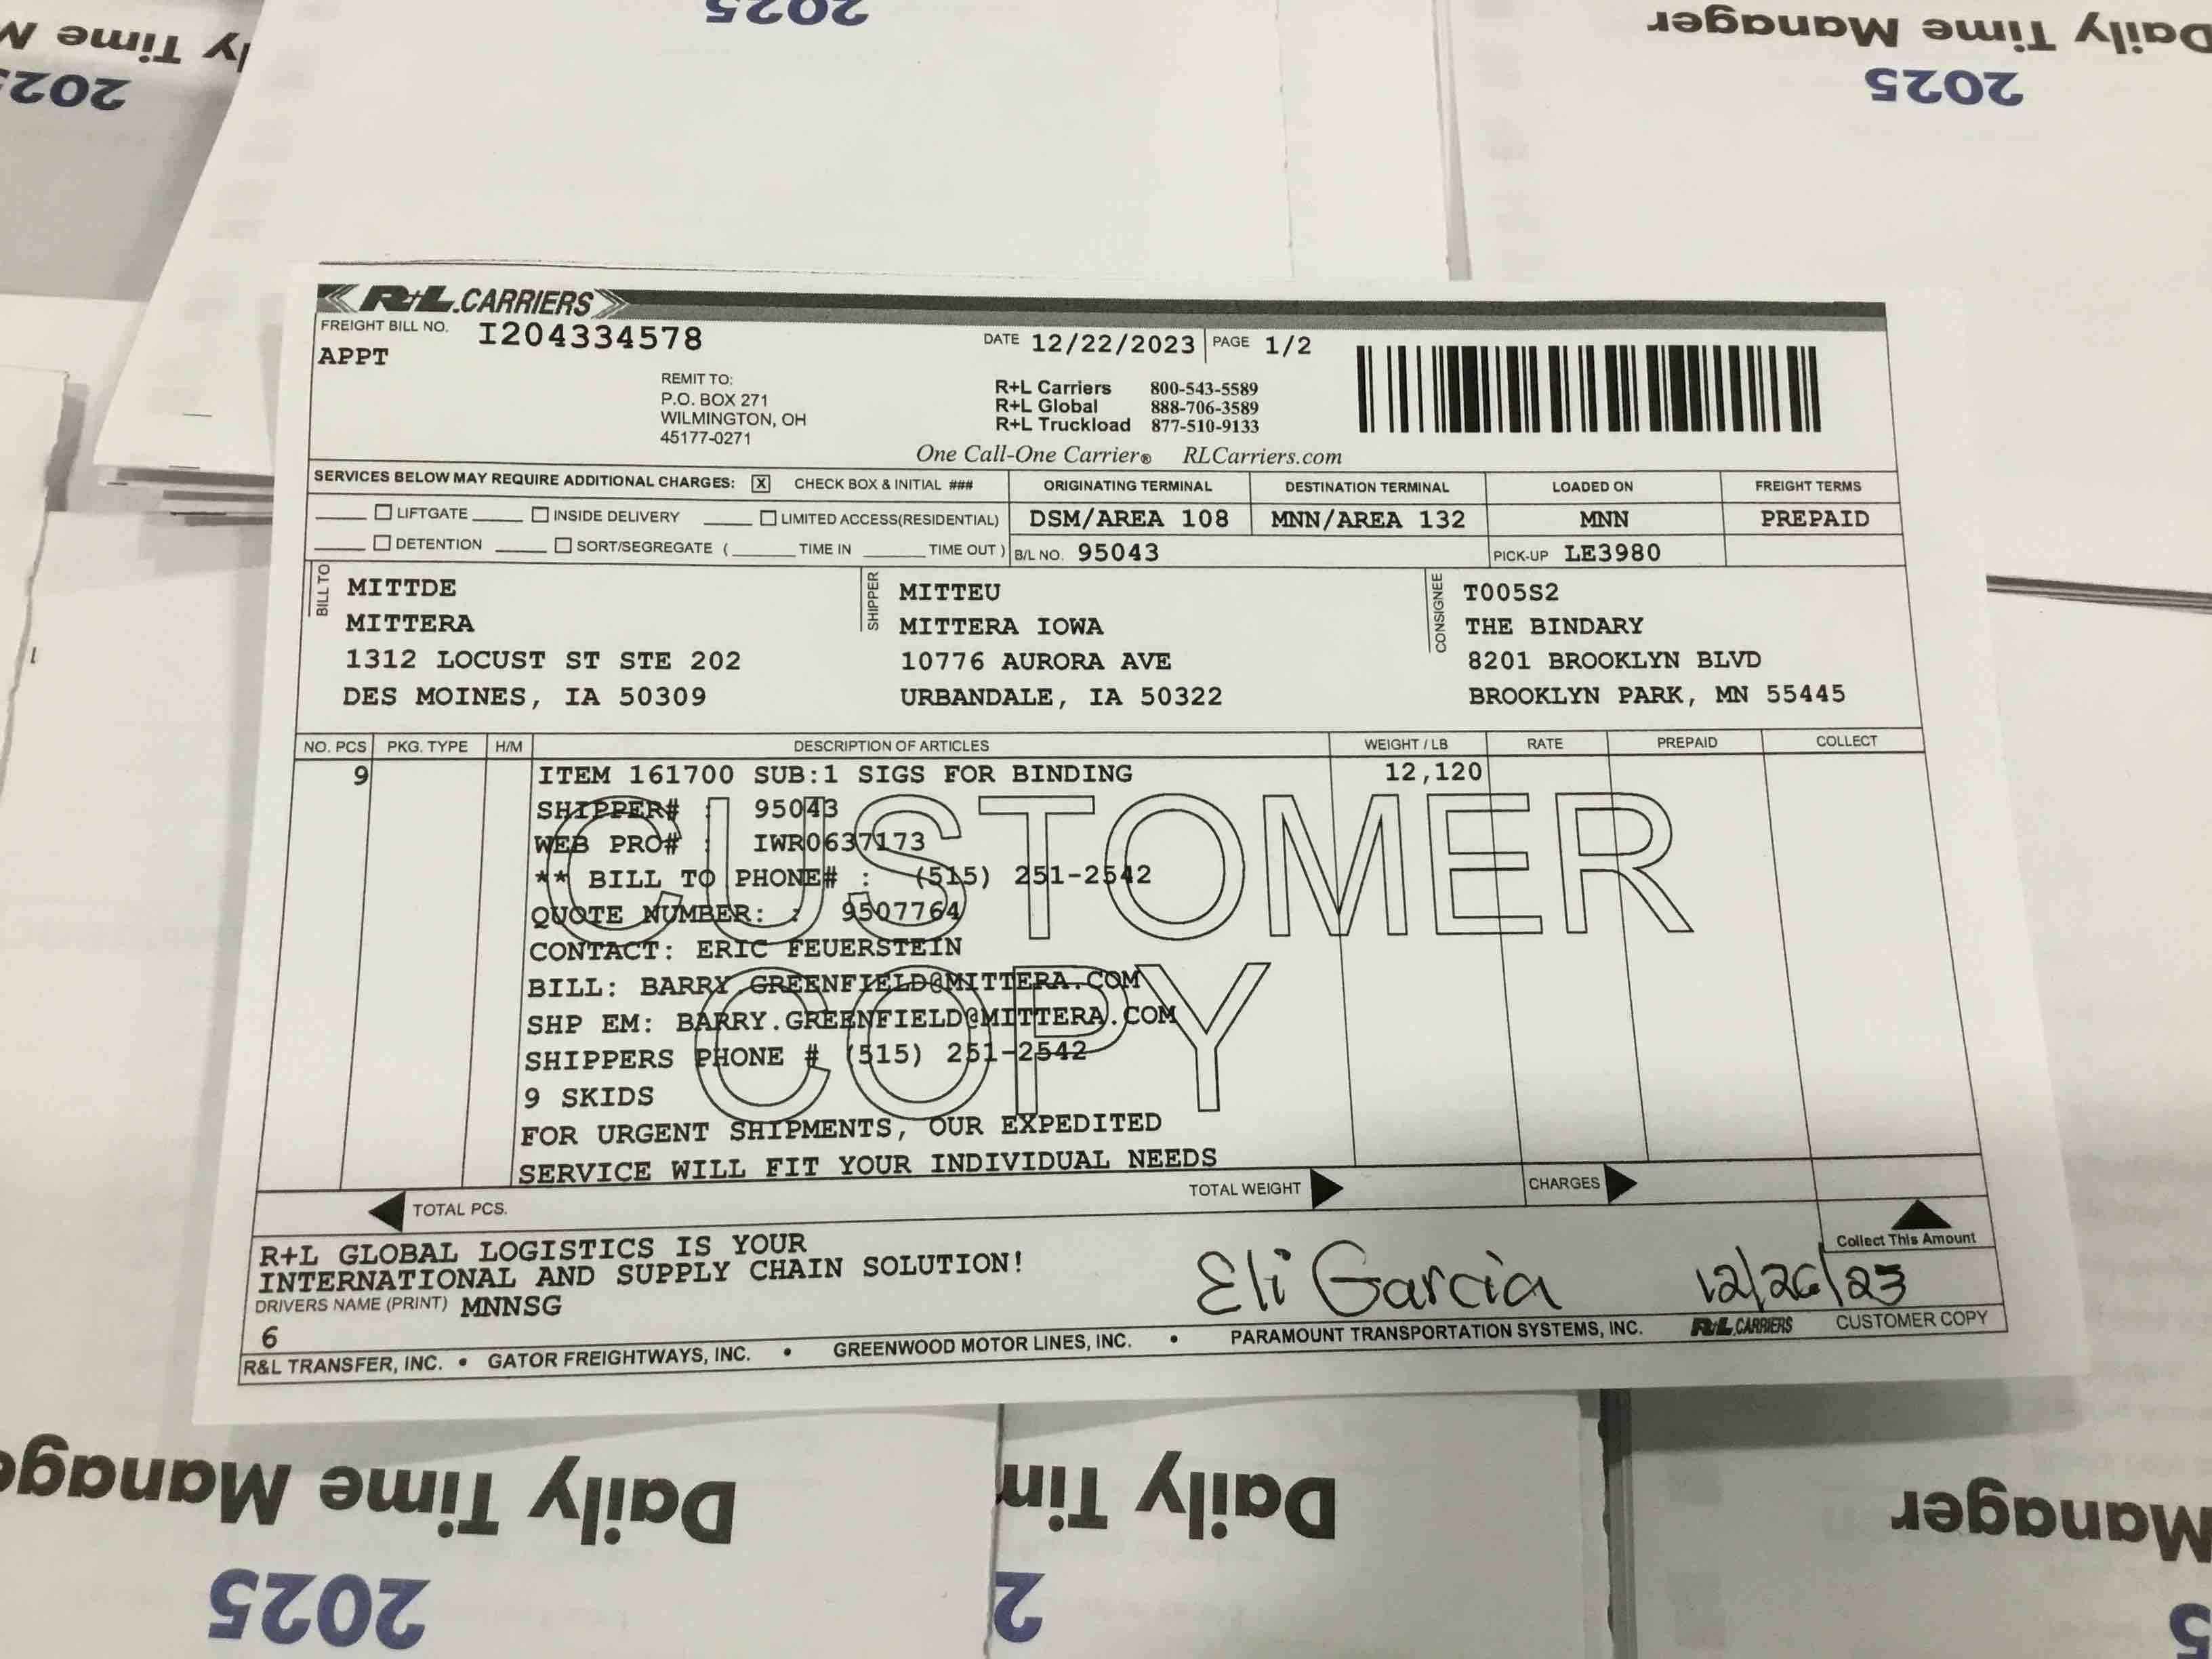 2025
ly Time M
2025
Daily Time Manager
2025
R+L CARRIERS
FREIGHT BILL NO. I204334578
APPT
DATE 12/22/2023 PAGE 1/2
REMIT TO:
P.O. BOX 271
WILMINGTON, OH
45177-0271
R+L Carriers 800-543-5589
R+L Global 888-706-3589
R+L Truckload 877-510-9133
One Call-One Carrier® RLCarriers.com
SERVICES BELOW MAY REQUIRE ADDITIONAL CHARGES: X CHECK BOX & INITIAL ###
LIFTGATE INSIDE DELIVERY LIMITED ACCESS(RESIDENTIAL)
DETENTION SORT/SEGREGATE ( TIME IN TIME OUT )
ORIGINATING TERMINAL DESTINATION TERMINAL LOADED ON FREIGHT TERMS
DSM/AREA 108 MNN/AREA 132 MNN PREPAID
B/L NO. 95043 PICK-UP LE3980
BILL TO
MITTDE
MITTERA
1312 LOCUST ST STE 202
DES MOINES, IA 50309
SHIPPER
MITTEU
MITTERA IOWA
10776 AURORA AVE
URBANDALE, IA 50322
CONSIGNEE
T005S2
THE BINDARY
8201 BROOKLYN BLVD
BROOKLYN PARK, MN 55445
NO. PCS PKG. TYPE H/M DESCRIPTION OF ARTICLES WEIGHT / LB RATE PREPAID COLLECT
9 ITEM 161700 SUB:1 SIGS FOR BINDING 12,120
SHIPPER# : 95043
WEB PRO# : IWR0637173
** BILL TO PHONE# : (515) 251-2542
QUOTE NUMBER: : 9507764
CONTACT: ERIC FEUERSTEIN
BILL: BARRY.GREENFIELD@MITTERA.COM
SHP EM: BARRY.GREENFIELD@MITTERA.COM
SHIPPERS PHONE # (515) 251-2542
9 SKIDS
FOR URGENT SHIPMENTS, OUR EXPEDITED
SERVICE WILL FIT YOUR INDIVIDUAL NEEDS
CUSTOMER
COPY
TOTAL PCS. TOTAL WEIGHT CHARGES
Collect This Amount
R+L GLOBAL LOGISTICS IS YOUR
INTERNATIONAL AND SUPPLY CHAIN SOLUTION!
DRIVERS NAME (PRINT) MNNSG
6
Eli Garcia 12/26/23
R&L TRANSFER, INC. • GATOR FREIGHTWAYS, INC. • GREENWOOD MOTOR LINES, INC. • PARAMOUNT TRANSPORTATION SYSTEMS, INC. R+L CARRIERS CUSTOMER COPY
Daily Time Manage
2025
Daily Tim
2
Manager
5